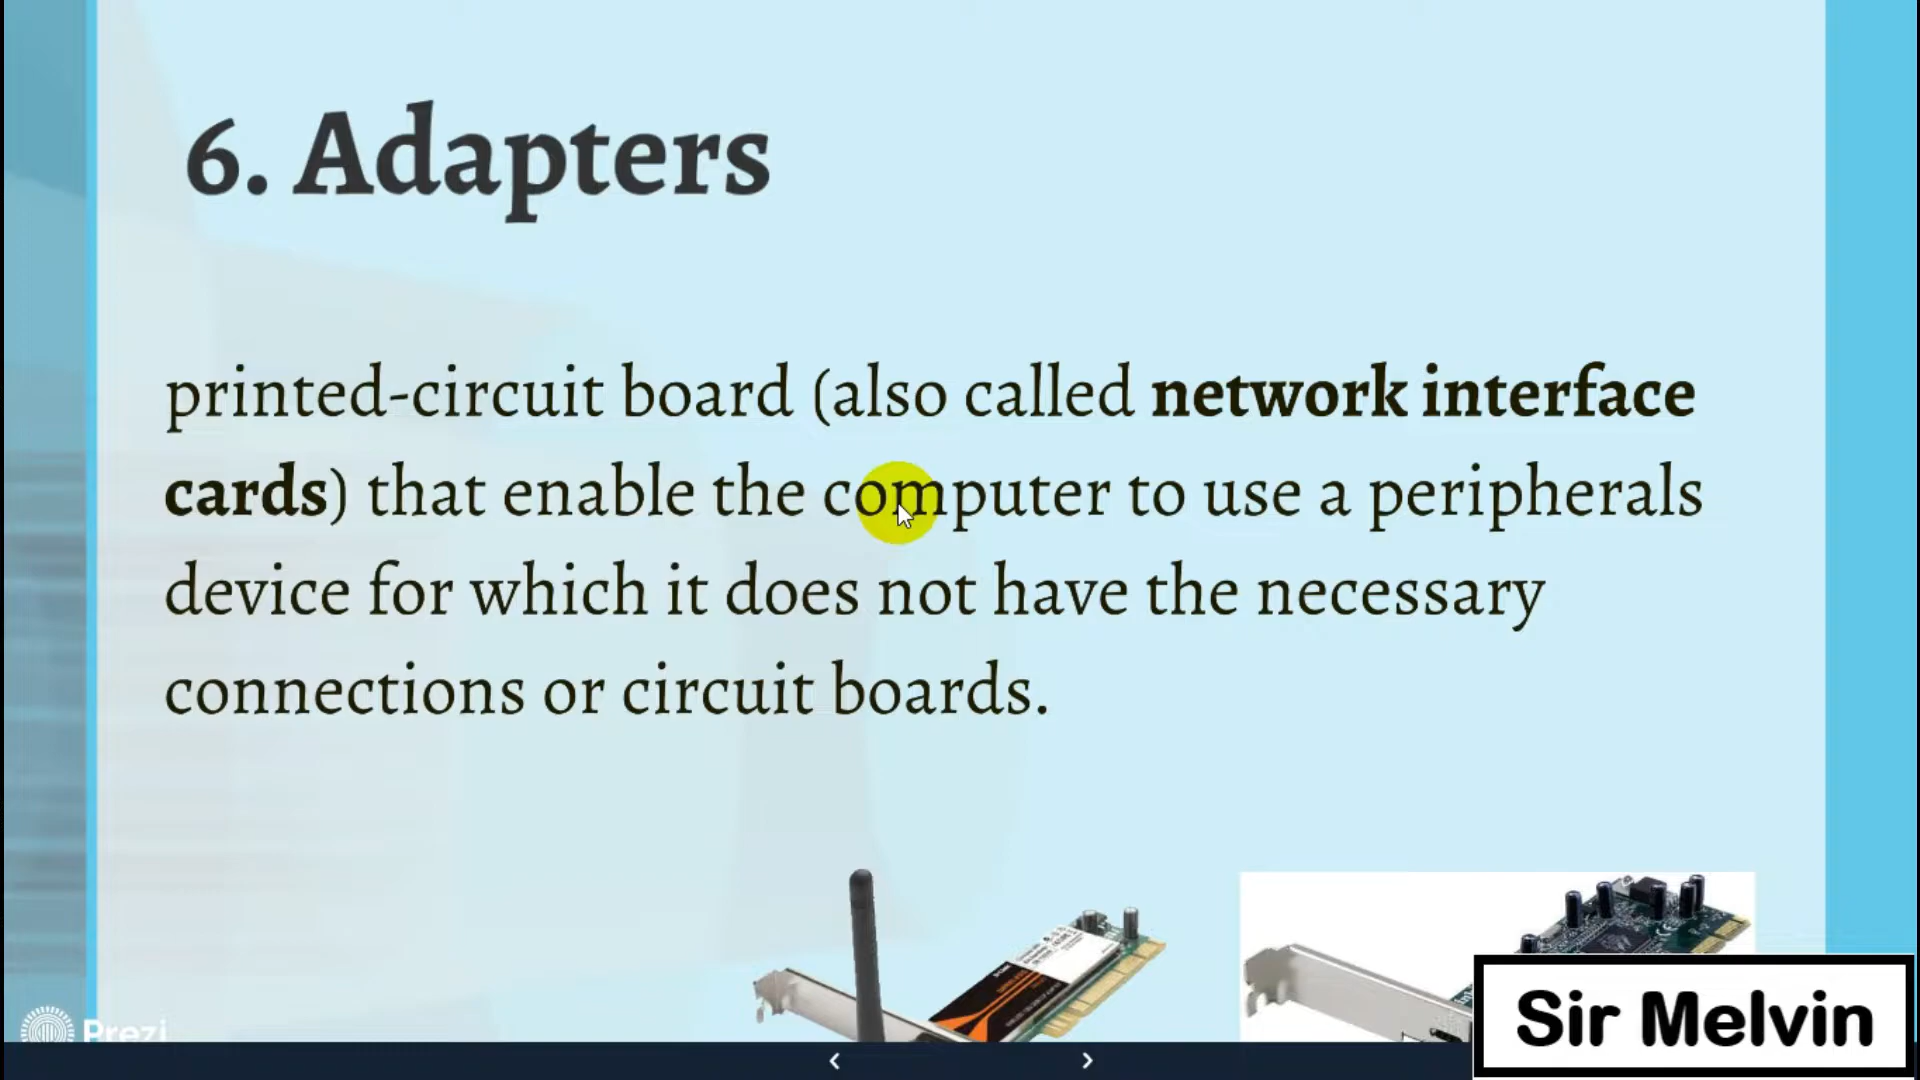 6. Adapters
printed-circuit board (also called network interface
cards) that enable the computer to use a peripherals
device for which it does not have the necessary
connections or circuit boards.
Prezi
Sir Melvin